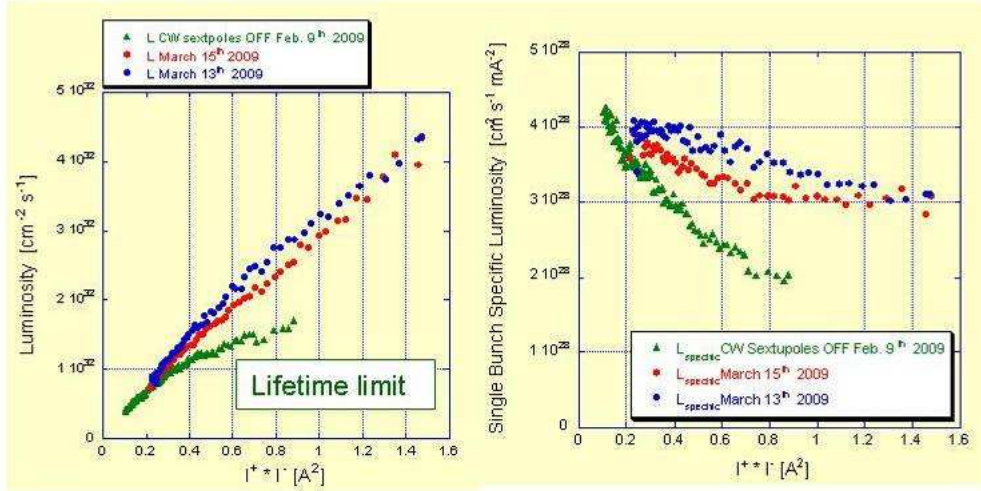 L CW sextpoles OFF Feb. 9th 2009
L March 15th 2009
L March 13th 2009
5 10^32
4 10^32
3 10^32
2 10^32
1 10^32
0
Luminosity [cm-2 s-1]
Lifetime limit
0 0.2 0.4 0.6 0.8 1 1.2 1.4 1.6
I+ * I- [A2]
5 10^28
4 10^28
3 10^28
2 10^28
1 10^28
0
Single Bunch Specific Luminosity [cm2 s-1 mA-2]
Lspecific CW Sextupoles OFF Feb. 9th 2009
Lspecific March 15th 2009
Lspecific March 13th 2009
0 0.2 0.4 0.6 0.8 1 1.2 1.4 1.6
I+ * I- [A2]